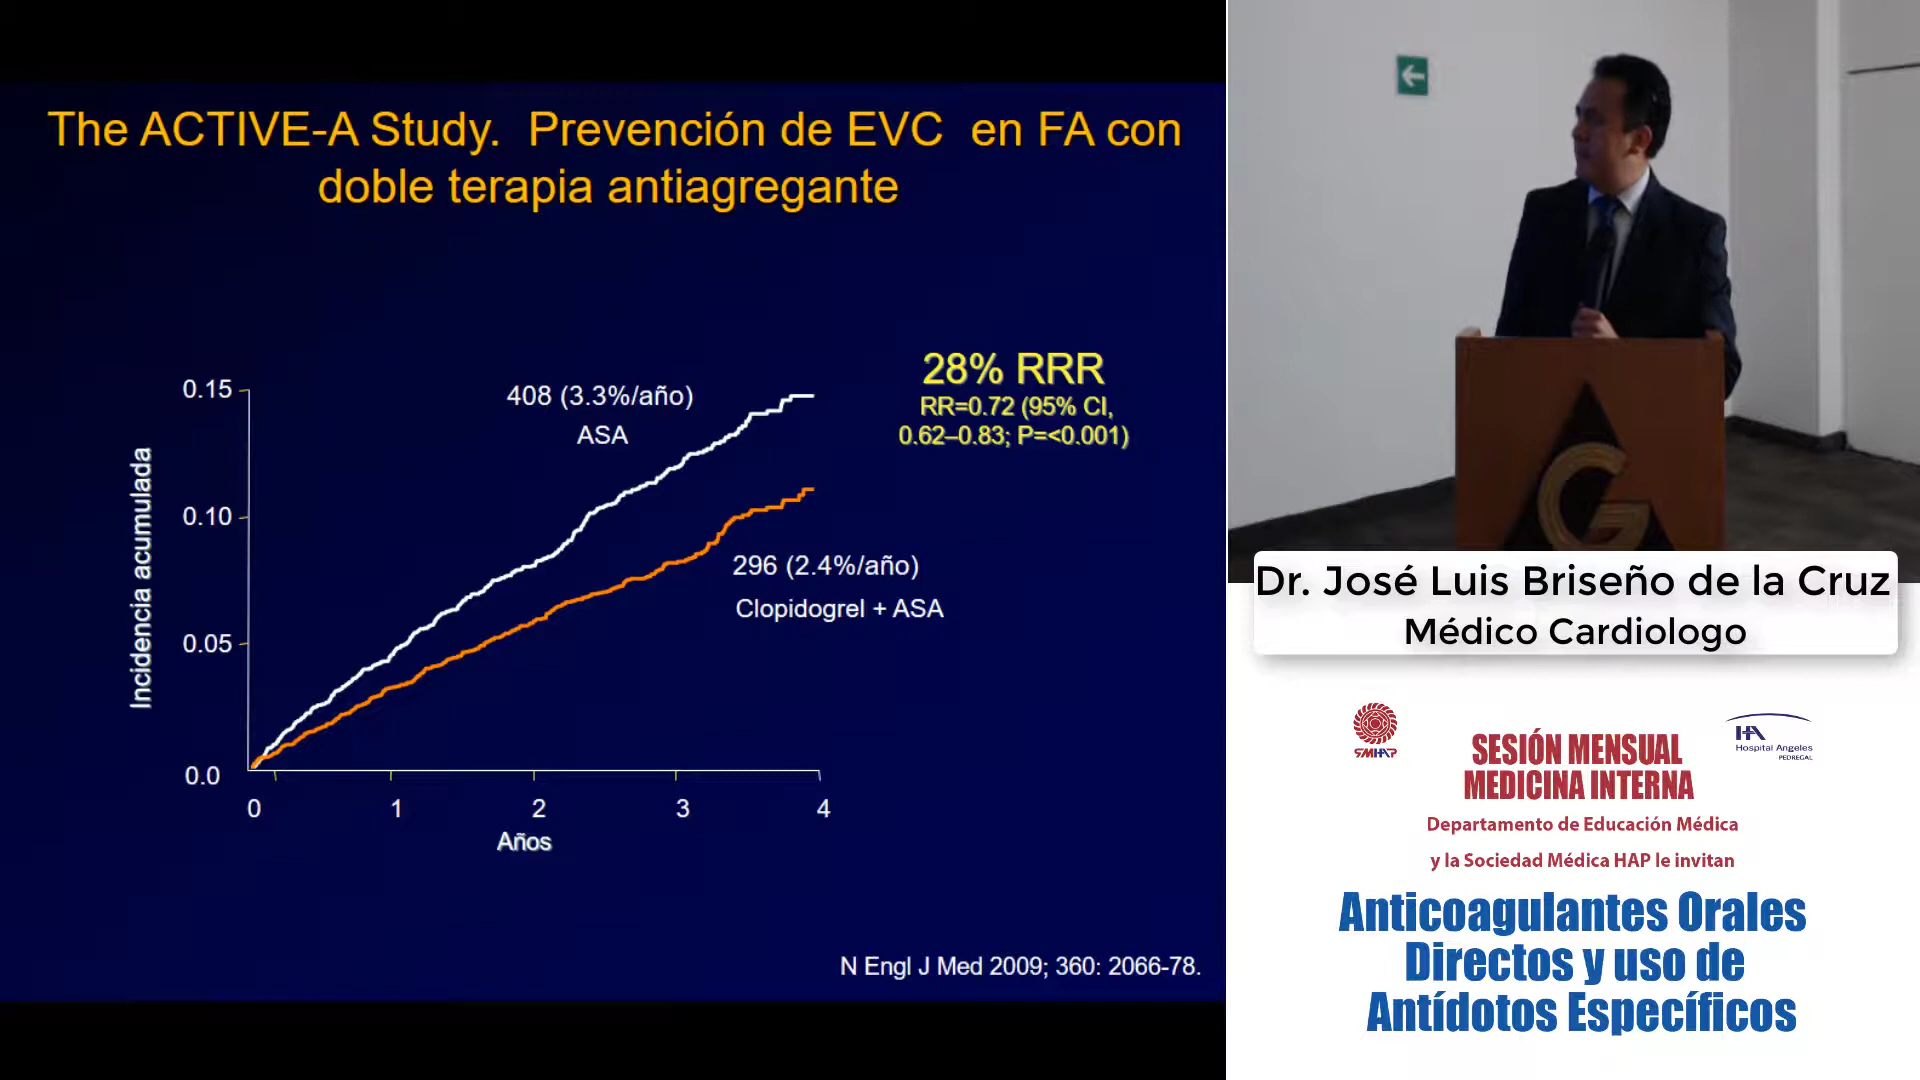 The ACTIVE-A Study. Prevención de EVC en FA con
doble terapia antiagregante
28% RRR
RR=0.72 (95% CI,
0.62–0.83; P=<0.001)
408 (3.3%/año)
ASA
296 (2.4%/año)
Clopidogrel + ASA
Incidencia acumulada
0.15
0.10
0.05
0.0
0 1 2 3 4
Años
N Engl J Med 2009; 360: 2066-78.
G
Dr. José Luis Briseño de la Cruz
Médico Cardiologo
SMHAP
HA
Hospital Angeles
PEDREGAL
SESIÓN MENSUAL
MEDICINA INTERNA
Departamento de Educación Médica
y la Sociedad Médica HAP le invitan
Anticoagulantes Orales
Directos y uso de
Antídotos Específicos